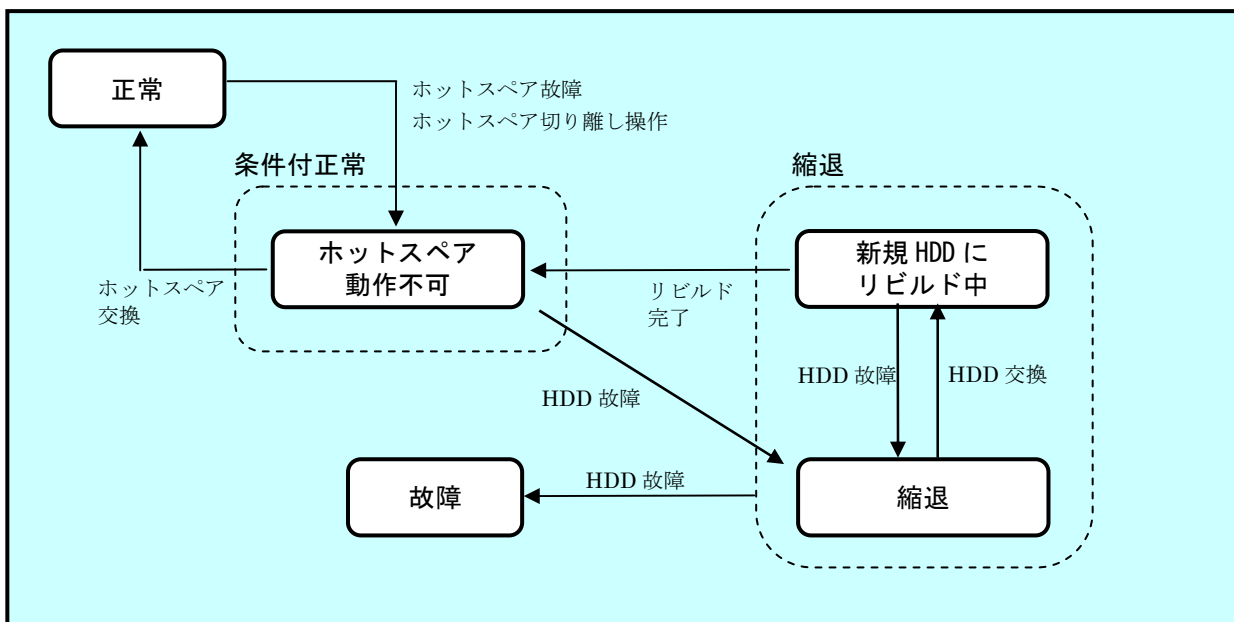 正常
ホットスペア故障
ホットスペア切り離し操作
条件付正常
縮退
ホットスペア
動作不可
新規 HDD に
リビルド中
ホットスペア
交換
リビルド
完了
HDD 故障
HDD 交換
HDD 故障
HDD 故障
故障
縮退